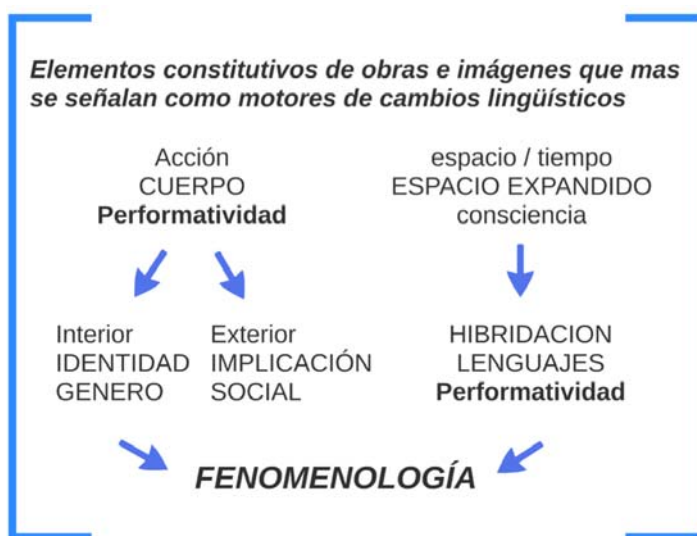 Elementos constitutivos de obras e imágenes que mas
se señalan como motores de cambios lingüísticos
Acción
CUERPO
Performatividad
espacio / tiempo
ESPACIO EXPANDIDO
consciencia
Interior
IDENTIDAD
GENERO
Exterior
IMPLICACIÓN
SOCIAL
HIBRIDACION
LENGUAJES
Performatividad
FENOMENOLOGÍA